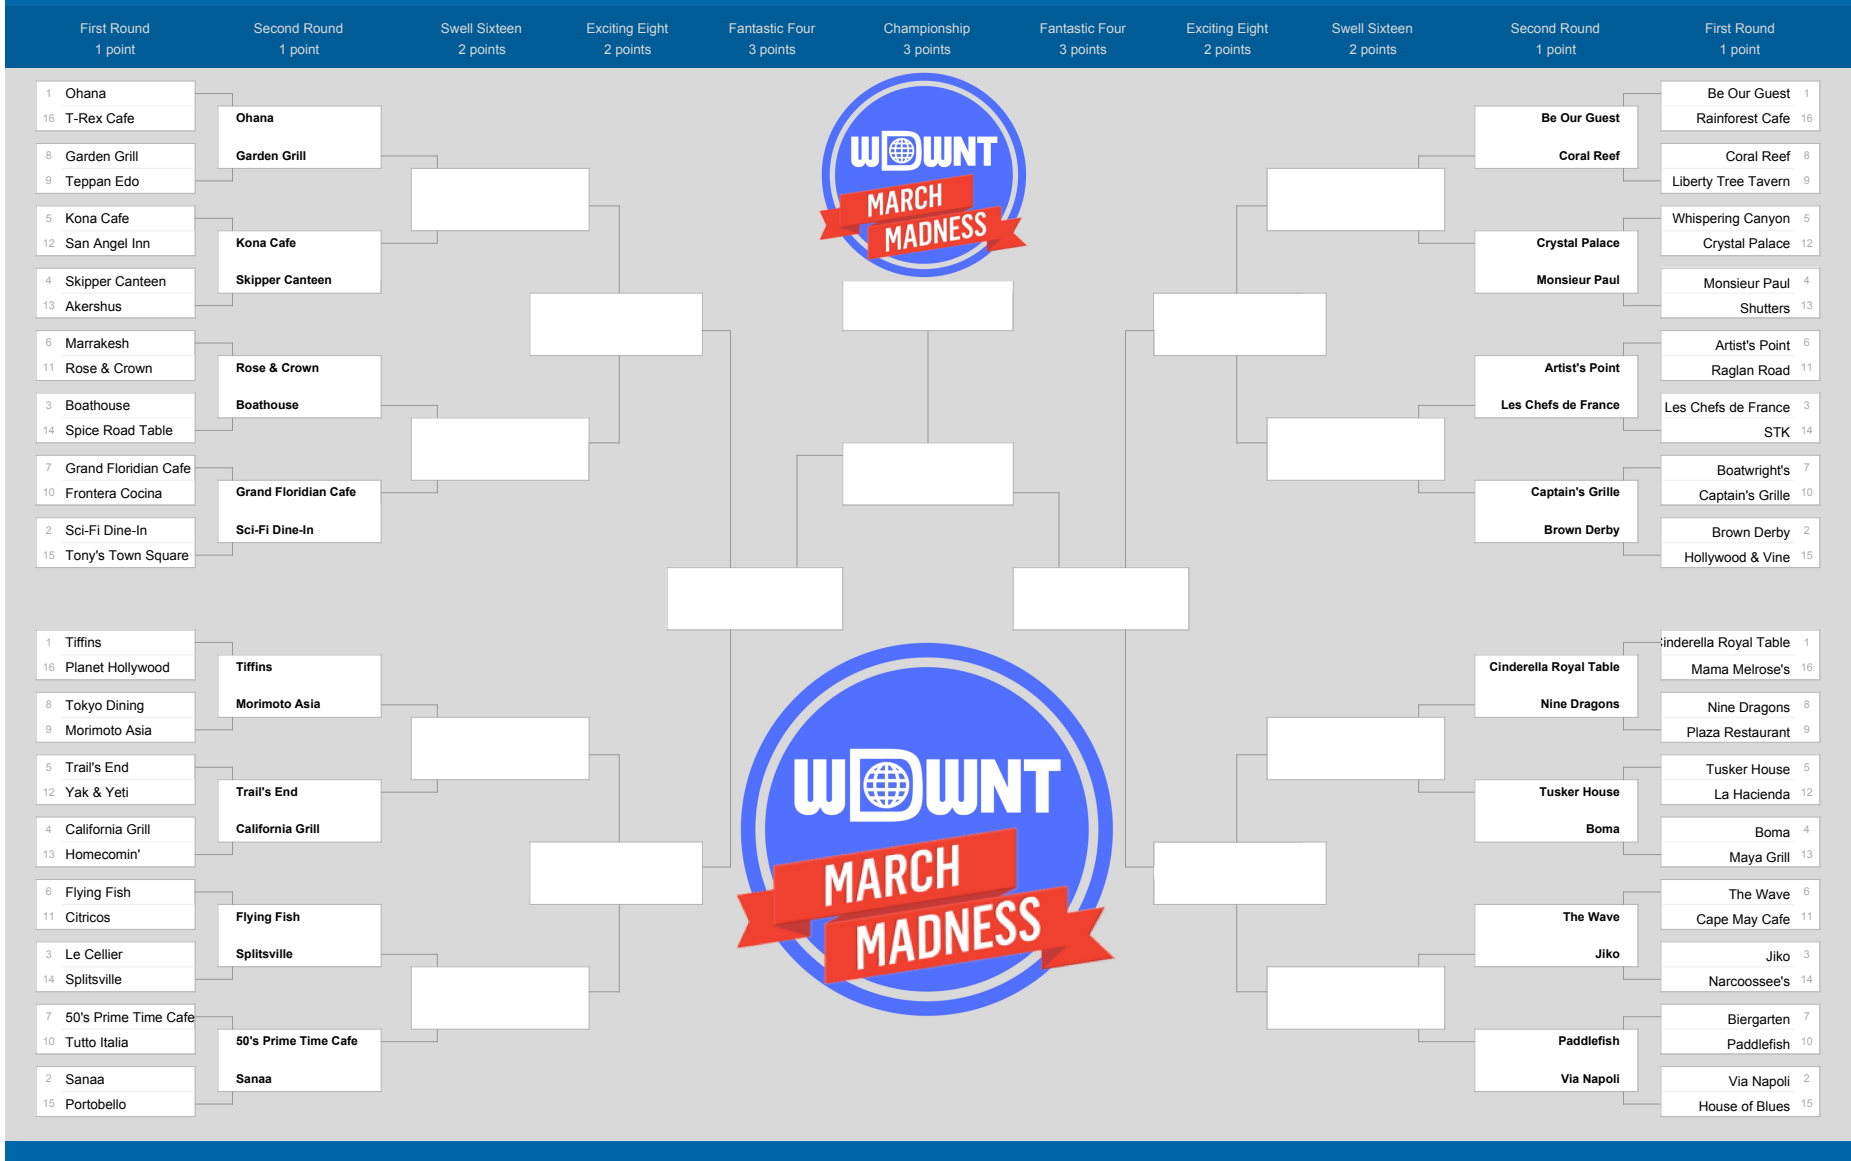 First Round
1 point
Second Round
1 point
Swell Sixteen
2 points
Exciting Eight
2 points
Fantastic Four
3 points
Championship
3 points
Fantastic Four
3 points
Exciting Eight
2 points
Swell Sixteen
2 points
Second Round
1 point
First Round
1 point
1 Ohana
16 T-Rex Cafe
8 Garden Grill
9 Teppan Edo
5 Kona Cafe
12 San Angel Inn
4 Skipper Canteen
13 Akershus
6 Marrakesh
11 Rose & Crown
3 Boathouse
14 Spice Road Table
7 Grand Floridian Cafe
10 Frontera Cocina
2 Sci-Fi Dine-In
15 Tony's Town Square
Ohana
Garden Grill
Kona Cafe
Skipper Canteen
Rose & Crown
Boathouse
Grand Floridian Cafe
Sci-Fi Dine-In
1 Tiffins
16 Planet Hollywood
8 Tokyo Dining
9 Morimoto Asia
5 Trail's End
12 Yak & Yeti
4 California Grill
13 Homecomin'
6 Flying Fish
11 Citricos
3 Le Cellier
14 Splitsville
7 50's Prime Time Cafe
10 Tutto Italia
2 Sanaa
15 Portobello
Tiffins
Morimoto Asia
Trail's End
California Grill
Flying Fish
Splitsville
50's Prime Time Cafe
Sanaa
WDWNT
MARCH
MADNESS
WDWNT
MARCH
MADNESS
Be Our Guest
Coral Reef
Crystal Palace
Monsieur Paul
Artist's Point
Les Chefs de France
Captain's Grille
Brown Derby
Be Our Guest 1
Rainforest Cafe 16
Coral Reef 8
Liberty Tree Tavern 9
Whispering Canyon 5
Crystal Palace 12
Monsieur Paul 4
Shutters 13
Artist's Point 6
Raglan Road 11
Les Chefs de France 3
STK 14
Boatwright's 7
Captain's Grille 10
Brown Derby 2
Hollywood & Vine 15
Cinderella Royal Table
Nine Dragons
Tusker House
Boma
The Wave
Jiko
Paddlefish
Via Napoli
Cinderella Royal Table 1
Mama Melrose's 16
Nine Dragons 8
Plaza Restaurant 9
Tusker House 5
La Hacienda 12
Boma 4
Maya Grill 13
The Wave 6
Cape May Cafe 11
Jiko 3
Narcoossee's 14
Biergarten 7
Paddlefish 10
Via Napoli 2
House of Blues 15